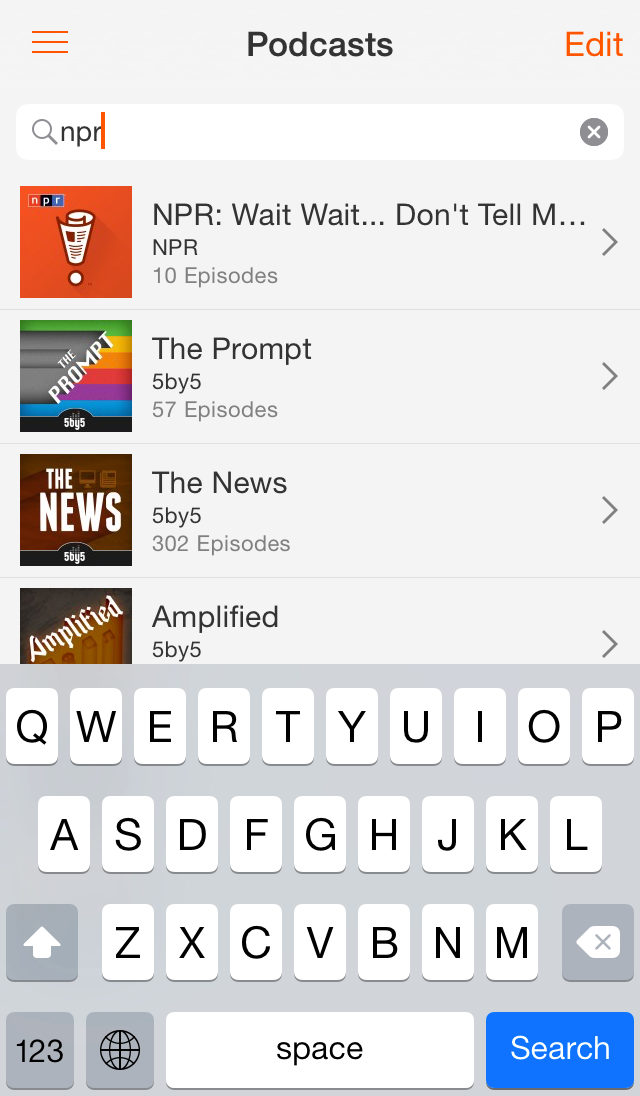 Podcasts
Edit
npr
npr
NPR: Wait Wait... Don't Tell M...
NPR
10 Episodes
THE
PROMPT
5by5
The Prompt
5by5
57 Episodes
THE
NEWS
5by5
The News
5by5
302 Episodes
Amplified
Amplified
5by5
Q W E R T Y U I O P
A S D F G H J K L
Z X C V B N M
123 space Search